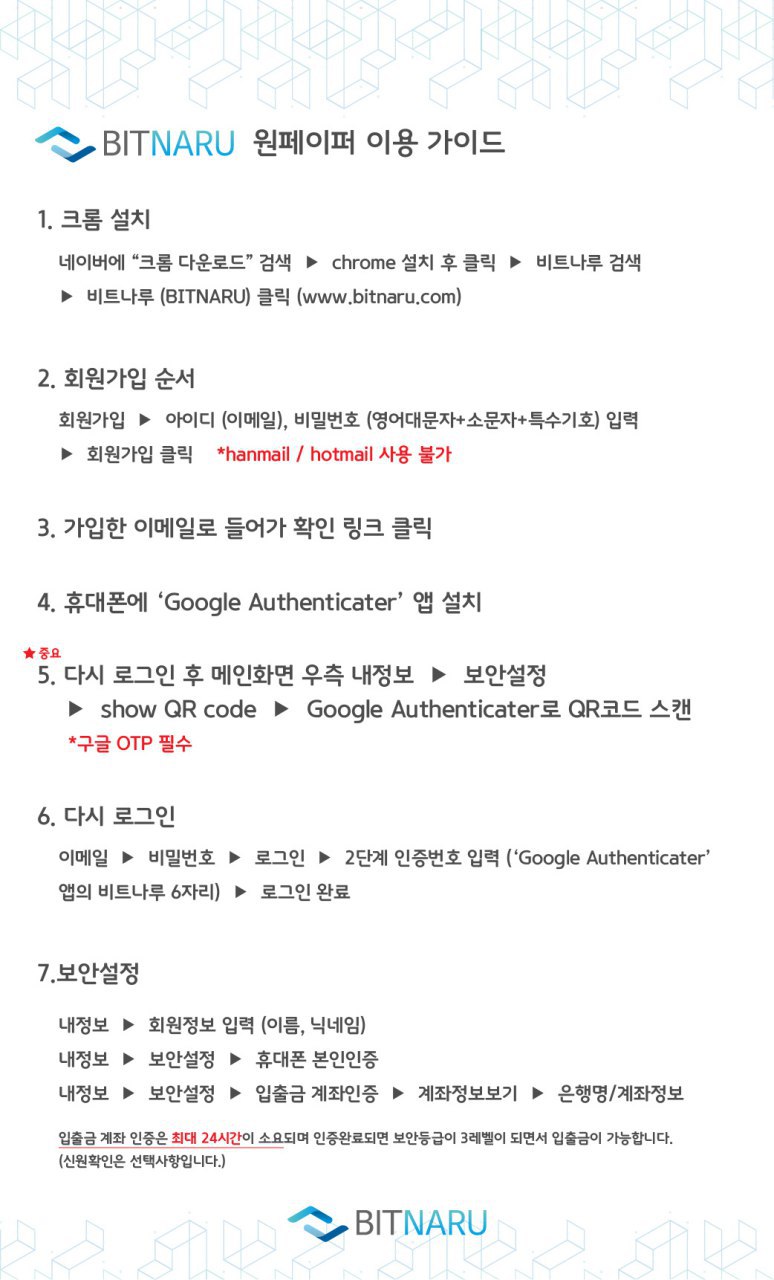 BITNARU 원페이퍼 이용 가이드
1. 크롬 설치
네이버에 “크롬 다운로드” 검색 ▶ chrome 설치 후 클릭 ▶ 비트나루 검색
▶ 비트나루 (BITNARU) 클릭 (www.bitnaru.com)
2. 회원가입 순서
회원가입 ▶ 아이디 (이메일), 비밀번호 (영어대문자+소문자+특수기호) 입력
▶ 회원가입 클릭 *hanmail / hotmail 사용 불가
3. 가입한 이메일로 들어가 확인 링크 클릭
4. 휴대폰에 ‘Google Authenticater’ 앱 설치
★ 중요
5. 다시 로그인 후 메인화면 우측 내정보 ▶ 보안설정
▶ show QR code ▶ Google Authenticater로 QR코드 스캔
*구글 OTP 필수
6. 다시 로그인
이메일 ▶ 비밀번호 ▶ 로그인 ▶ 2단계 인증번호 입력 (‘Google Authenticater’
앱의 비트나루 6자리) ▶ 로그인 완료
7.보안설정
내정보 ▶ 회원정보 입력 (이름, 닉네임)
내정보 ▶ 보안설정 ▶ 휴대폰 본인인증
내정보 ▶ 보안설정 ▶ 입출금 계좌인증 ▶ 계좌정보보기 ▶ 은행명/계좌정보
입출금 계좌 인증은 최대 24시간이 소요되며 인증완료되면 보안등급이 3레벨이 되면서 입출금이 가능합니다.
(신원확인은 선택사항입니다.)
BITNARU